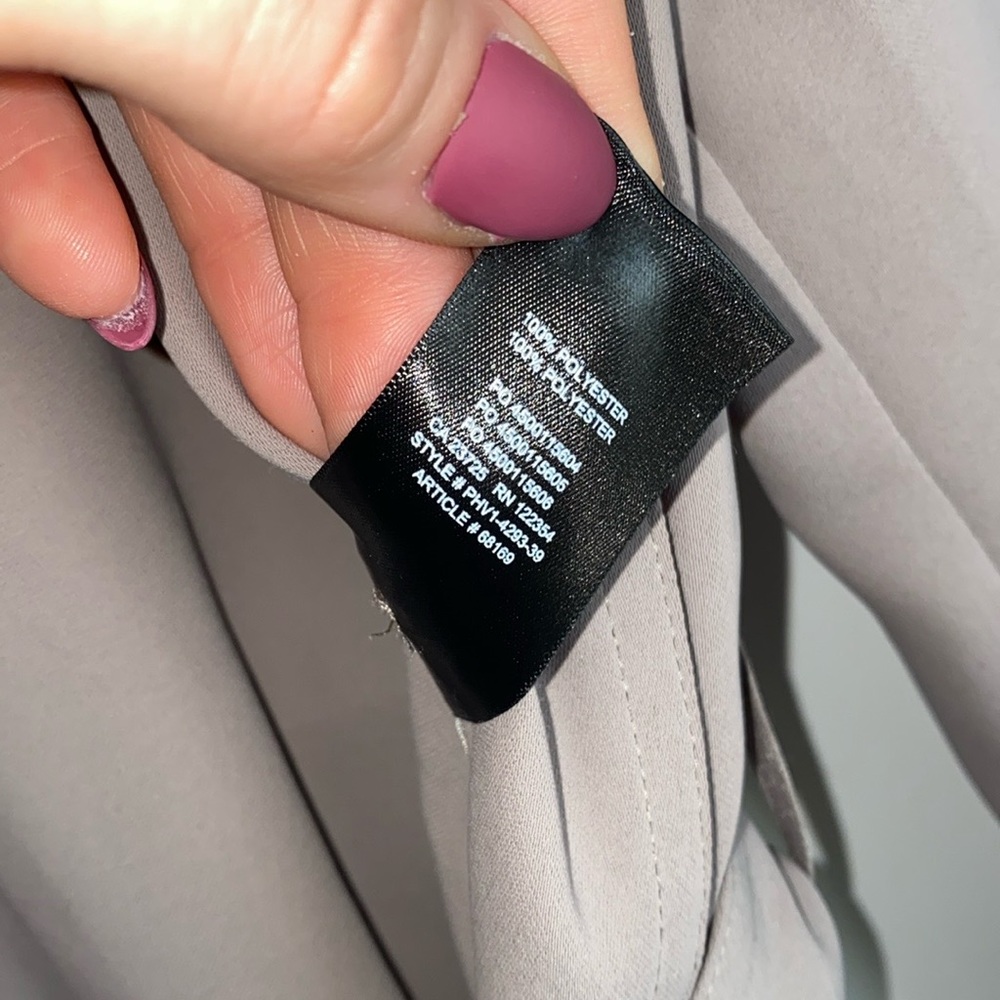 100% POLYESTER
100% POLYESTER
PO 4500115604
PO 4500115605
PO 4500115606
CA 23725 RN 122354
STYLE # PHV1-4293-39
ARTICLE # 68169